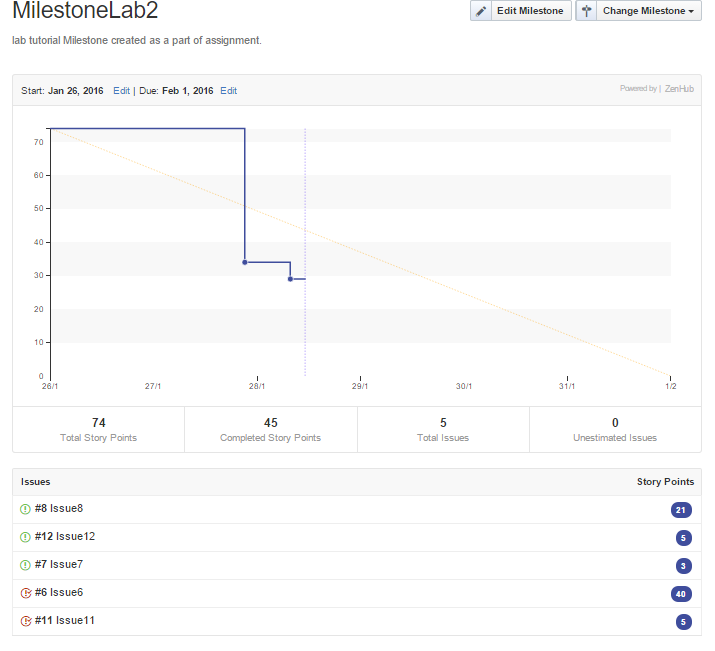 MilestoneLab2
Edit Milestone
Change Milestone
lab tutorial Milestone created as a part of assignment.
Start: Jan 26, 2016 Edit | Due: Feb 1, 2016 Edit
Powered by | ZenHub
70
60
50
40
30
20
10
0
26/1 27/1 28/1 29/1 30/1 31/1 1/2
74 45 5 0
Total Story Points Completed Story Points Total Issues Unestimated Issues
Issues Story Points
#8 Issue8 21
#12 Issue12 5
#7 Issue7 3
#6 Issue6 40
#11 Issue11 5